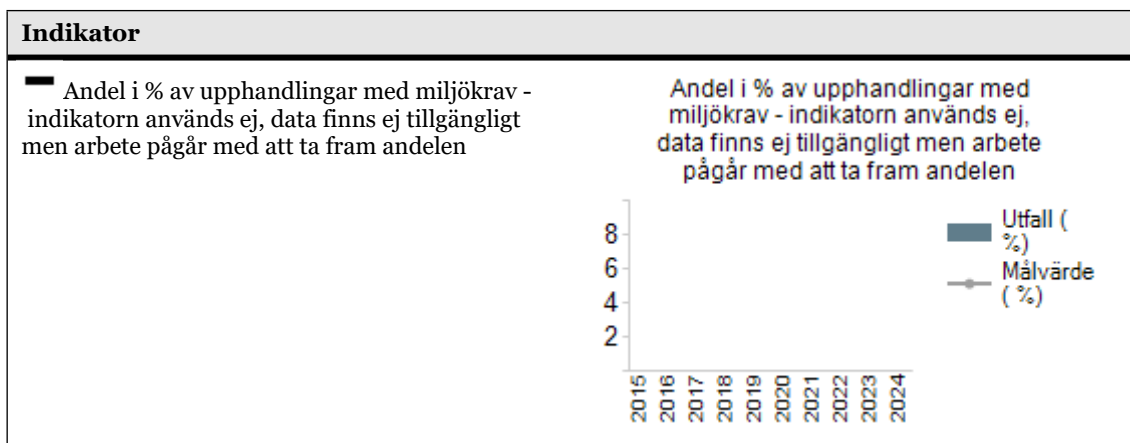 Indikator
Andel i % av upphandlingar med miljökrav -
indikatorn används ej, data finns ej tillgängligt
men arbete pågår med att ta fram andelen
Andel i % av upphandlingar med
miljökrav - indikatorn används ej,
data finns ej tillgängligt men arbete
pågår med att ta fram andelen
8
6
4
2
2015
2016
2017
2018
2019
2020
2021
2022
2023
2024
Utfall (
%)
Målvärde
( %)